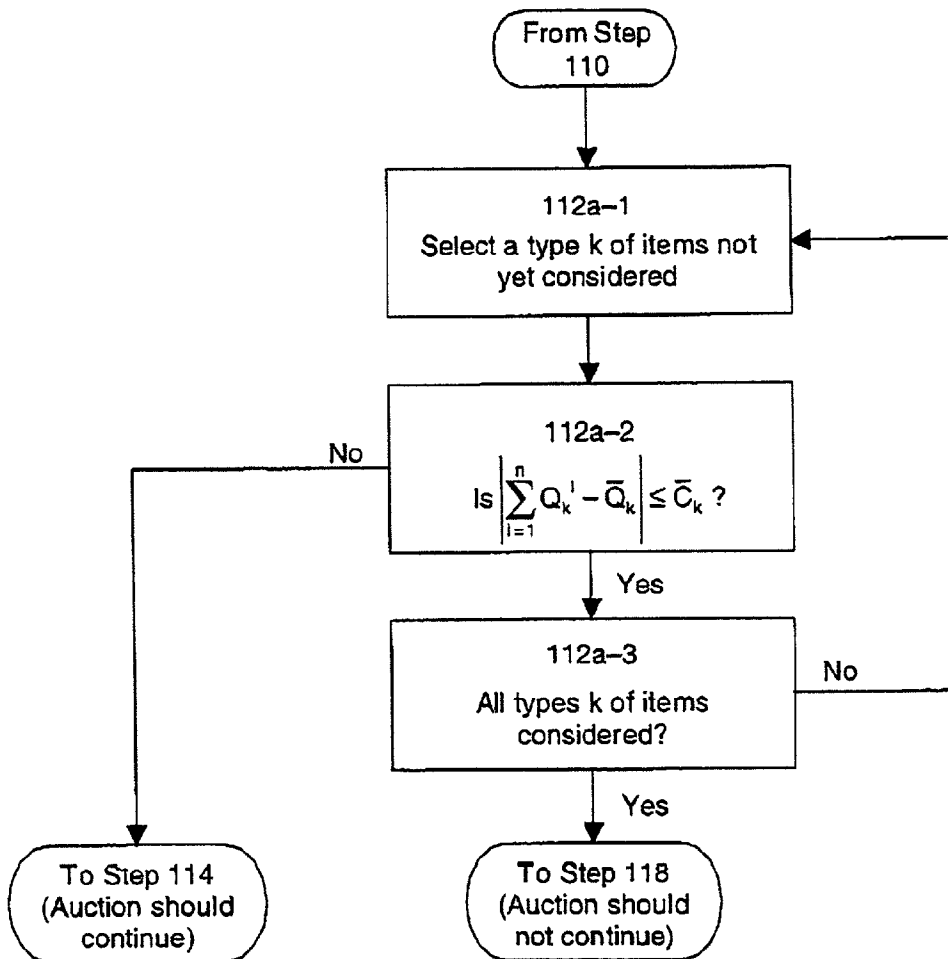 From Step
110
112a–1
Select a type k of items not
yet considered
No
112a–2
Is |∑ⁿᵢ₌₁ Qₖⁱ – Q̄ₖ| ≤ C̄ₖ ?
Yes
112a–3
No
All types k of items
considered?
Yes
To Step 114
(Auction should
continue)
To Step 118
(Auction should
not continue)